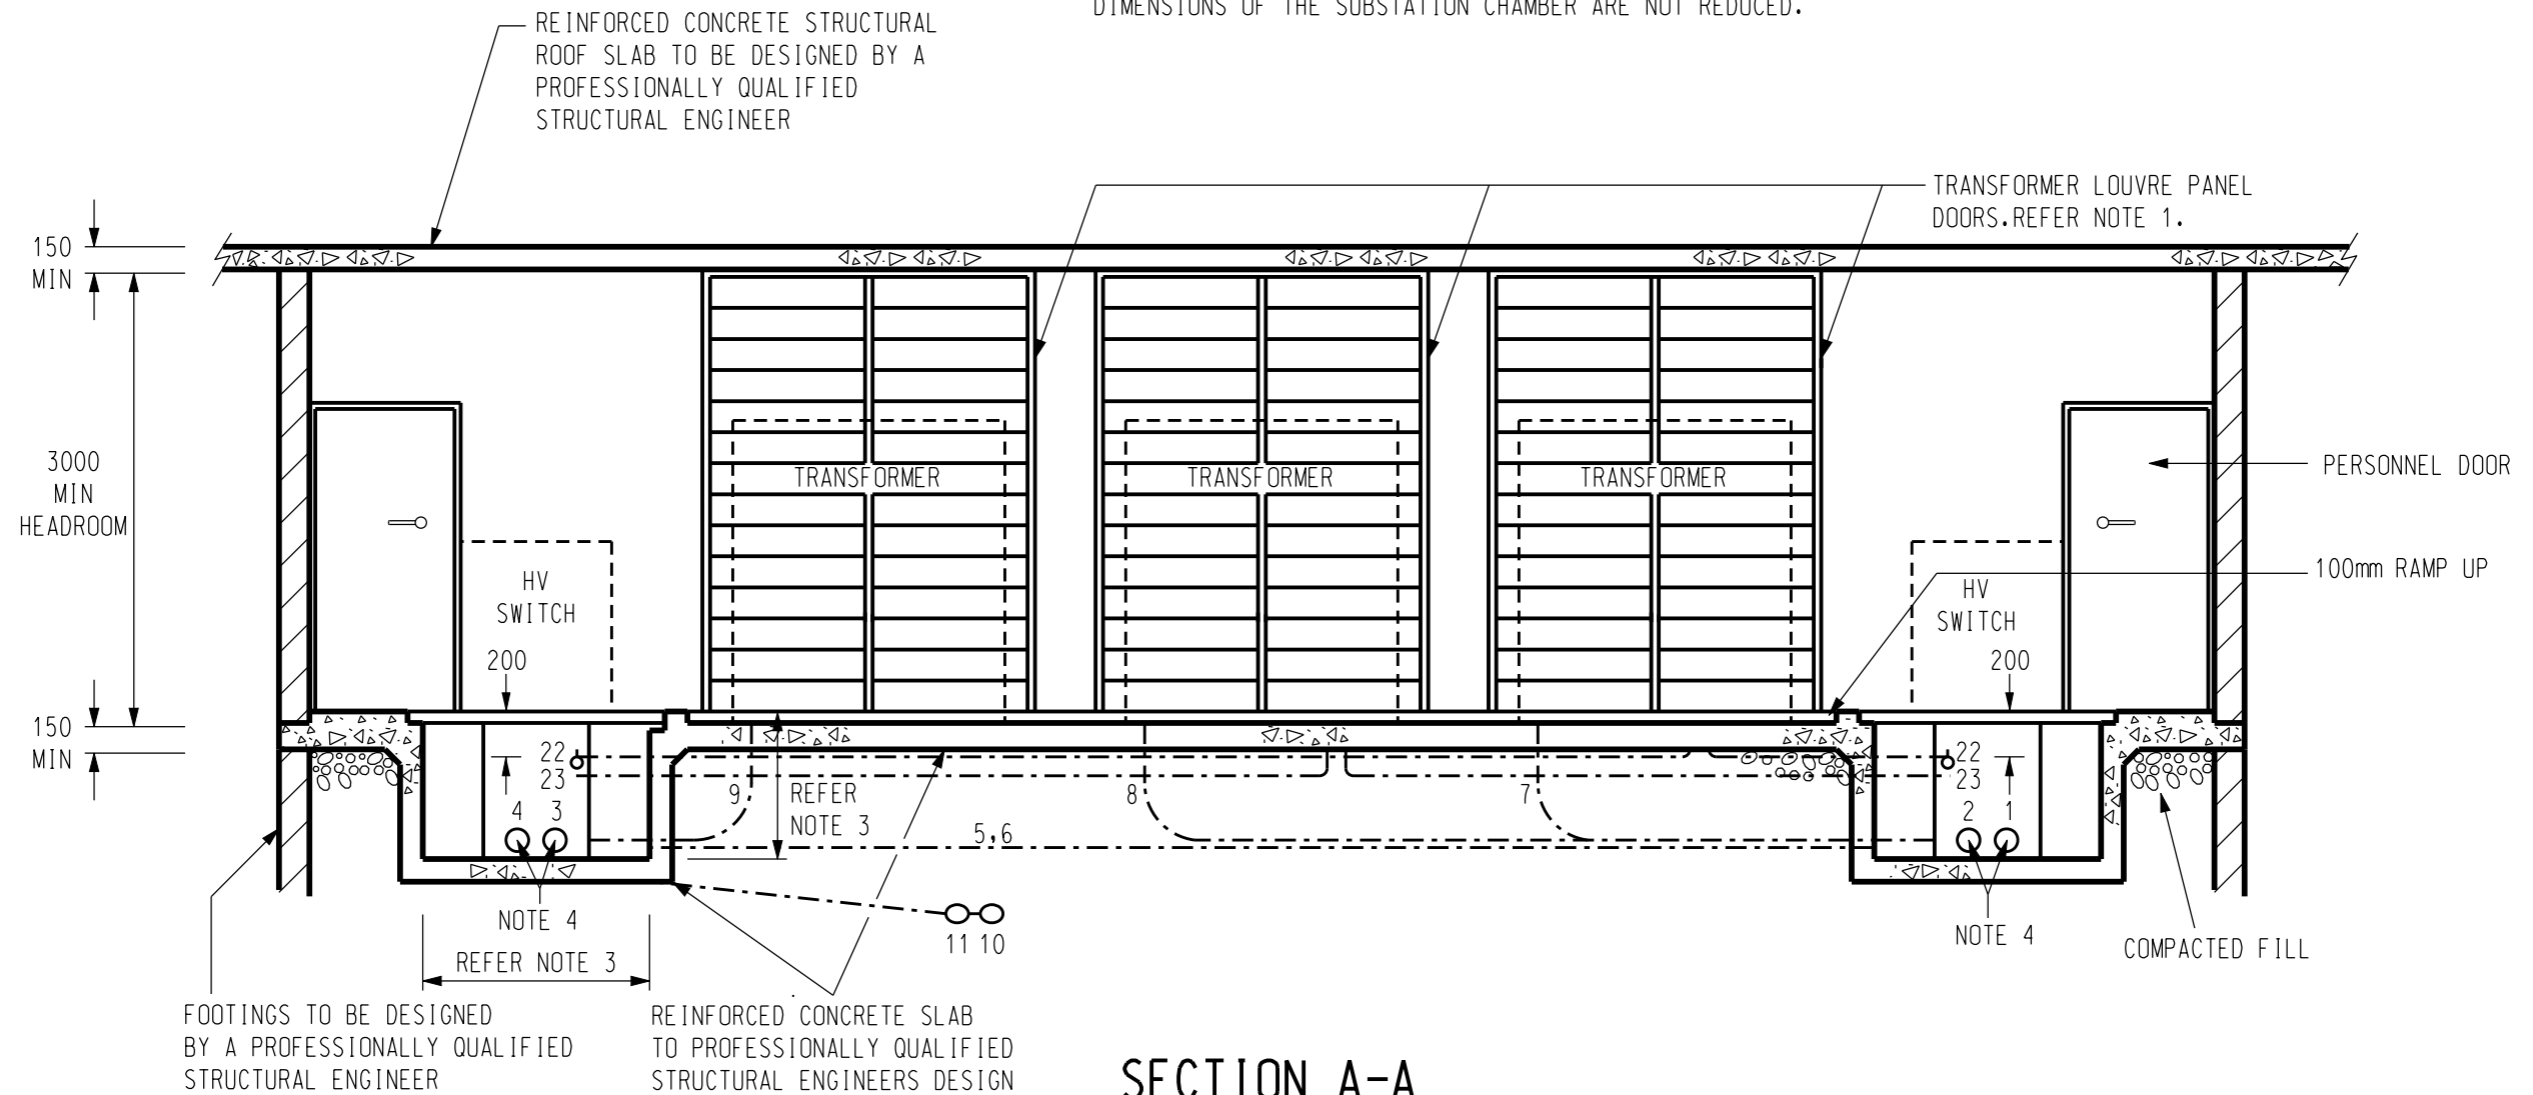 DIMENSIONS OF THE SUBSTATION CHAMBER ARE NOT REDUCED.
REINFORCED CONCRETE STRUCTURAL
ROOF SLAB TO BE DESIGNED BY A
PROFESSIONALLY QUALIFIED
STRUCTURAL ENGINEER
TRANSFORMER LOUVRE PANEL
DOORS.REFER NOTE 1.
150
MIN
3000
MIN
HEADROOM
TRANSFORMER
TRANSFORMER
TRANSFORMER
PERSONNEL DOOR
100mm RAMP UP
HV
SWITCH
HV
SWITCH
200
200
150
MIN
22
23
22
23
4 3
9
REFER
NOTE 3
8
7
5,6
2 1
NOTE 4
11 10
NOTE 4
COMPACTED FILL
REFER NOTE 3
FOOTINGS TO BE DESIGNED
BY A PROFESSIONALLY QUALIFIED
STRUCTURAL ENGINEER
REINFORCED CONCRETE SLAB
TO PROFESSIONALLY QUALIFIED
STRUCTURAL ENGINEERS DESIGN
SECTION A-A